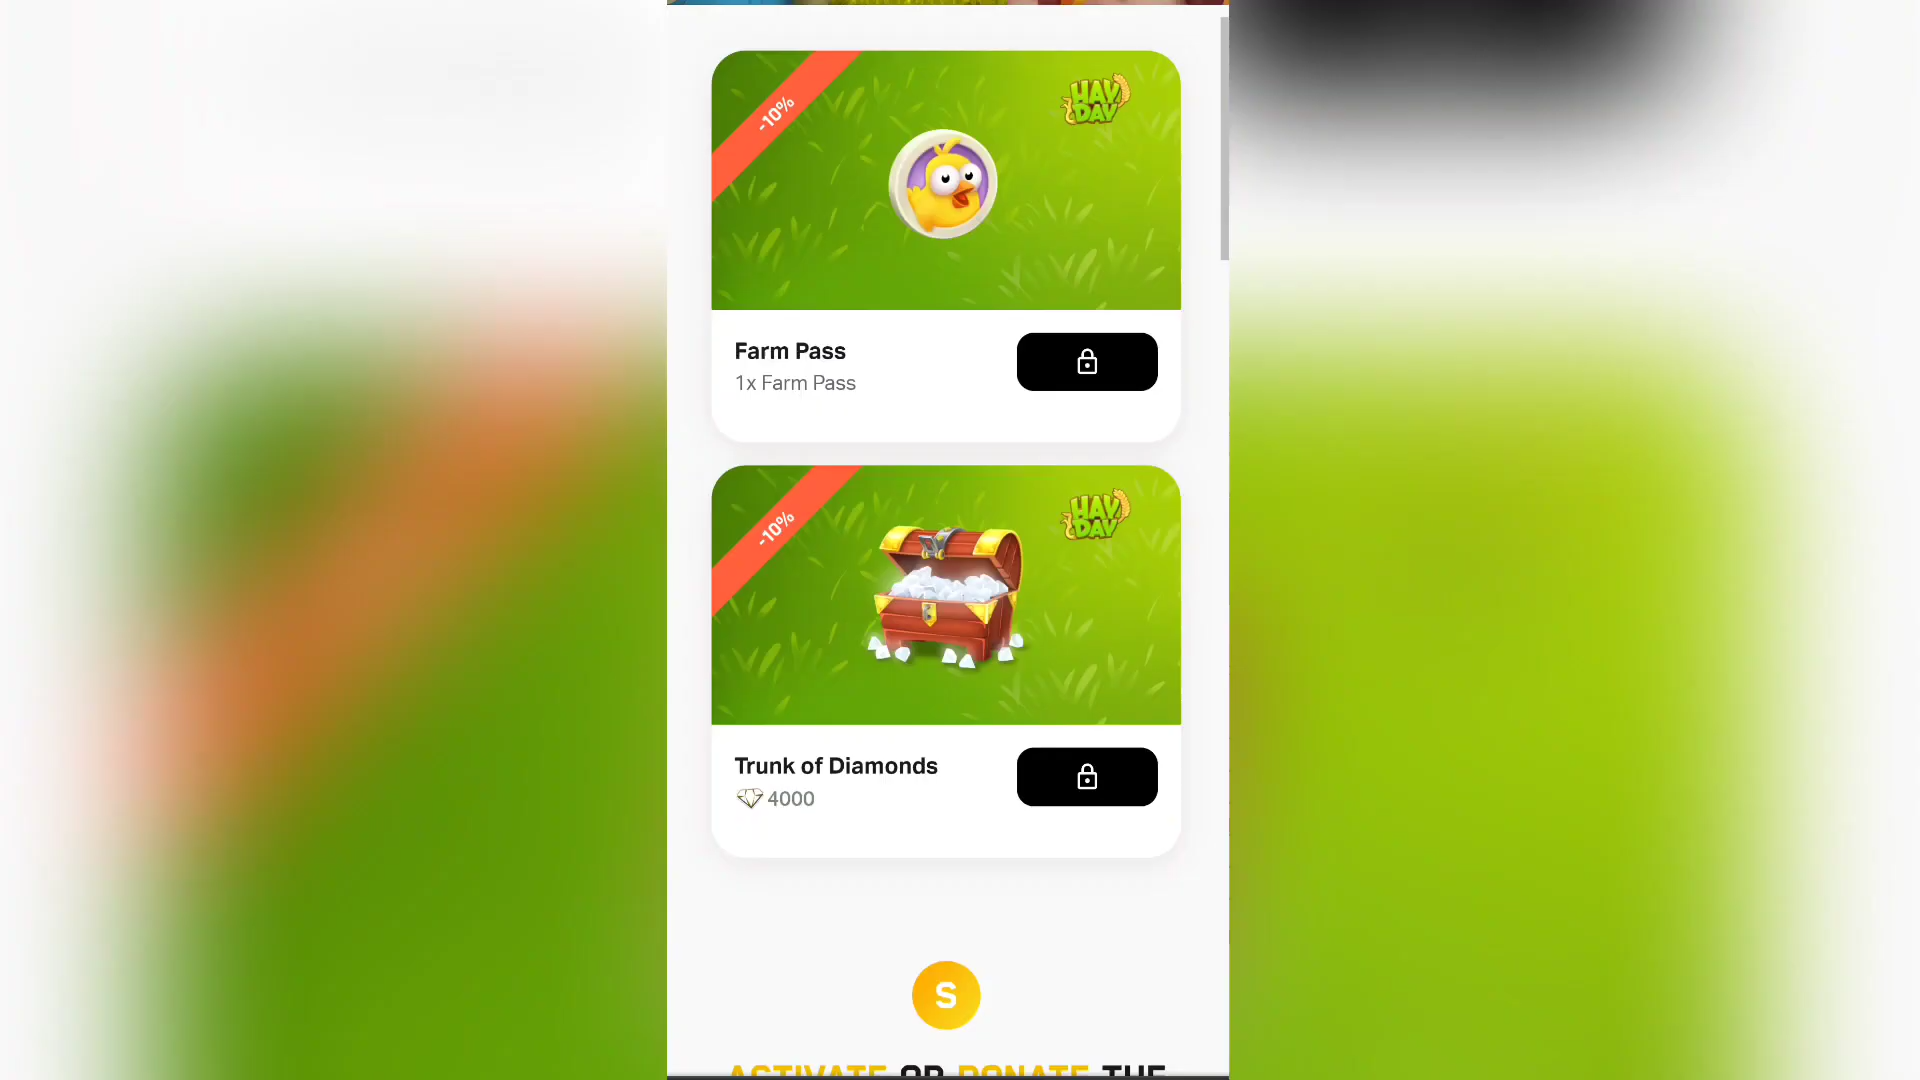 -10%
HAY
DAY
Farm Pass
1x Farm Pass
-10%
HAY
DAY
Trunk of Diamonds
4000
S
ACTIVATE OR DONATE THE